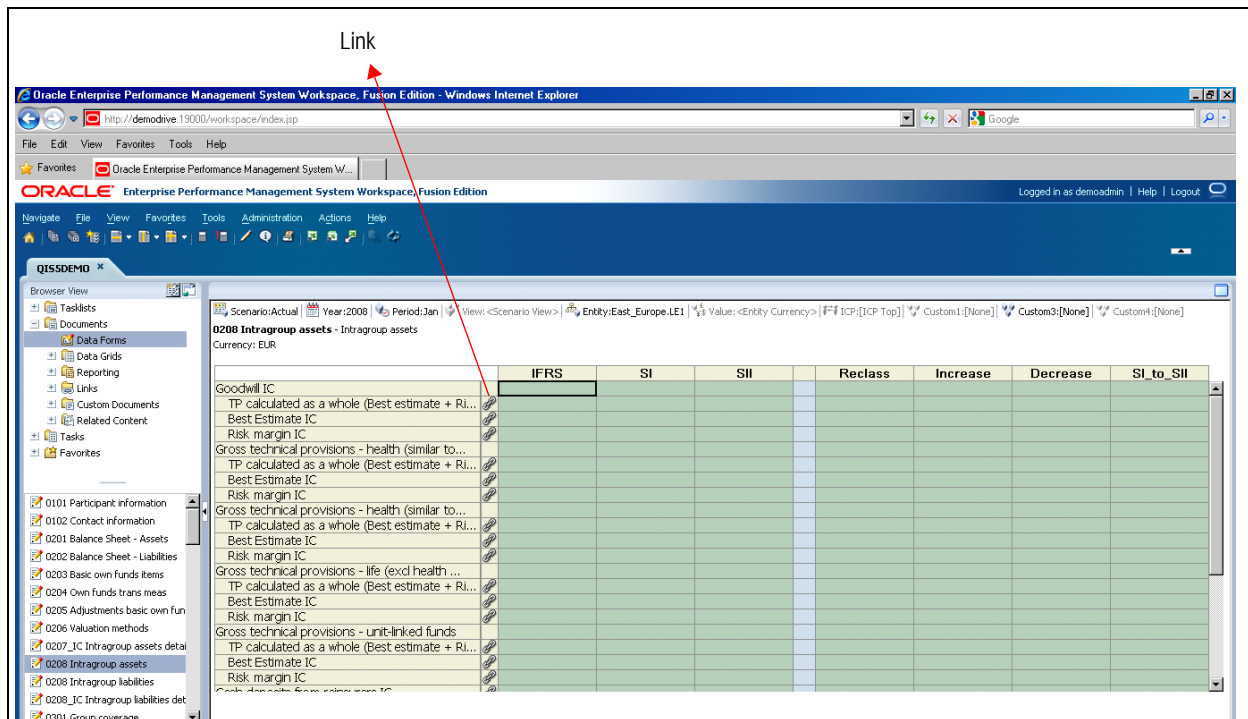 Link
Oracle Enterprise Performance Management System Workspace, Fusion Edition - Windows Internet Explorer
http://demodrive:19000/workspace/index.jsp
Google
File Edit View Favorites Tools Help
Favorites Oracle Enterprise Performance Management System W...
ORACLE Enterprise Performance Management System Workspace, Fusion Edition Logged in as demoadmin | Help | Logout
Navigate File View Favorites Tools Administration Actions Help
QIS5DEMO
Browser View
Tasklists
Documents
Data Forms
Data Grids
Reporting
Links
Custom Documents
Related Content
Tasks
Favorites
0101 Participant information
0102 Contact information
0201 Balance Sheet - Assets
0202 Balance Sheet - Liabilities
0203 Basic own funds items
0204 Own funds trans meas
0205 Adjustments basic own fun
0206 Valuation methods
0207_IC Intragroup assets detai
0208 Intragroup assets
0208 Intragroup liabilities
0208_IC Intragroup liabilities det
0301 Group coverage
Scenario:Actual | Year:2008 | Period:Jan | View:<Scenario View> | Entity:East_Europe.LE1 | Value:<Entity Currency> | ICP:[ICP Top] | Custom1:[None] | Custom3:[None] | Custom4:[None]
0208 Intragroup assets - Intragroup assets
Currency: EUR
IFRS SI SII Reclass Increase Decrease SI_to_SII
Goodwill IC
TP calculated as a whole (Best estimate + Ri...
Best Estimate IC
Risk margin IC
Gross technical provisions - health (similar to...
TP calculated as a whole (Best estimate + Ri...
Best Estimate IC
Risk margin IC
Gross technical provisions - health (similar to...
TP calculated as a whole (Best estimate + Ri...
Best Estimate IC
Risk margin IC
Gross technical provisions - life (excl health ...
TP calculated as a whole (Best estimate + Ri...
Best Estimate IC
Risk margin IC
Gross technical provisions - unit-linked funds
TP calculated as a whole (Best estimate + Ri...
Best Estimate IC
Risk margin IC
Cash deposits from reinsurers IC